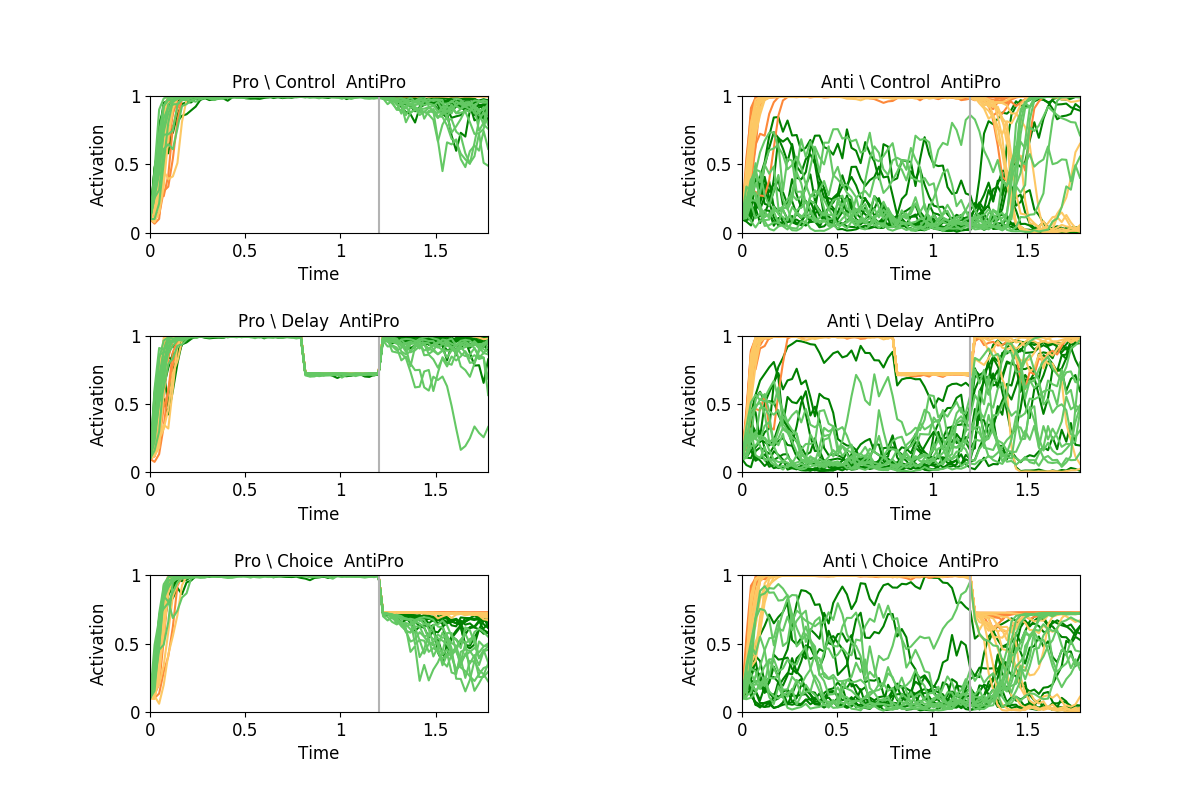 Pro \ Control  AntiPro
Activation
1
0.5
0
0
0.5
1
1.5
Time
Anti \ Control  AntiPro
Activation
1
0.5
0
0
0.5
1
1.5
Time
Pro \ Delay  AntiPro
Activation
1
0.5
0
0
0.5
1
1.5
Time
Anti \ Delay  AntiPro
Activation
1
0.5
0
0
0.5
1
1.5
Time
Pro \ Choice  AntiPro
Activation
1
0.5
0
0
0.5
1
1.5
Time
Anti \ Choice  AntiPro
Activation
1
0.5
0
0
0.5
1
1.5
Time